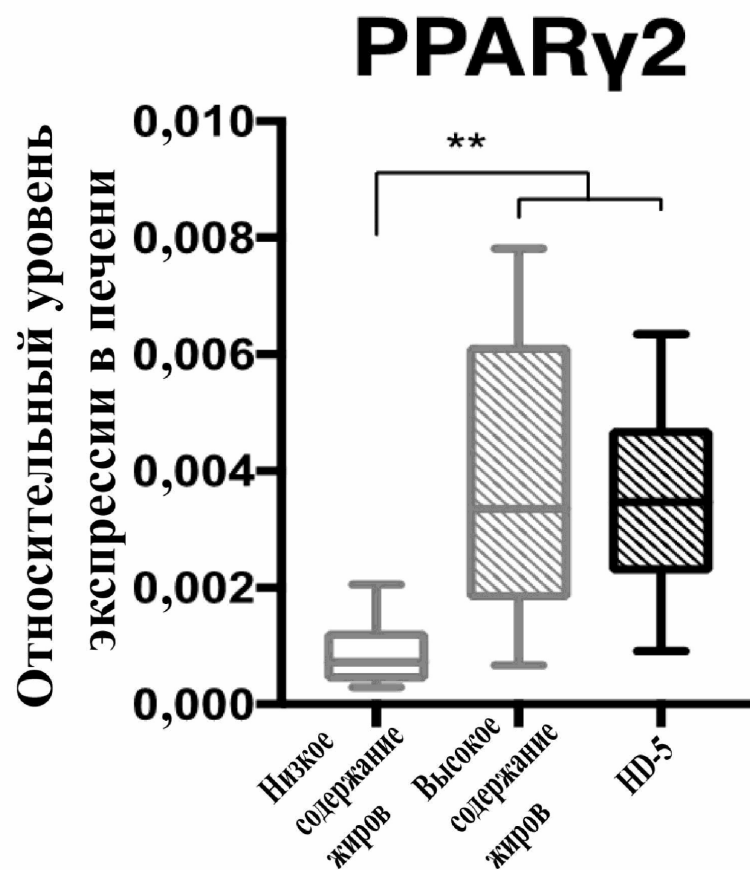 PPARγ2
Относительный уровень
экспрессии в печени
0,010
0,008
0,006
0,004
0,002
0,000
**
Низкое
содержание
жиров
Высокое
содержание
жиров
HD-5